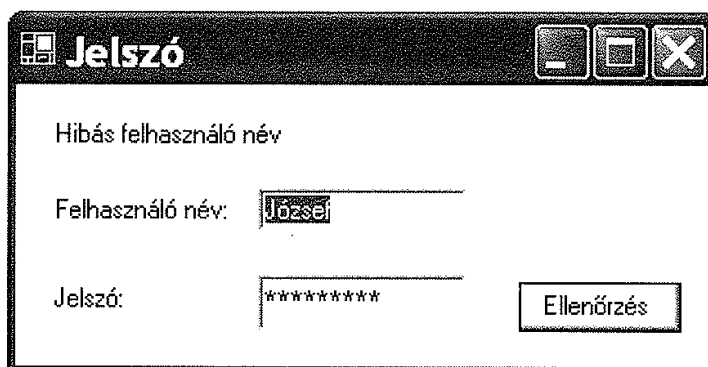 Jelszó
Hibás felhasználó név
Felhasználó név: József
Jelszó: *********
Ellenőrzés